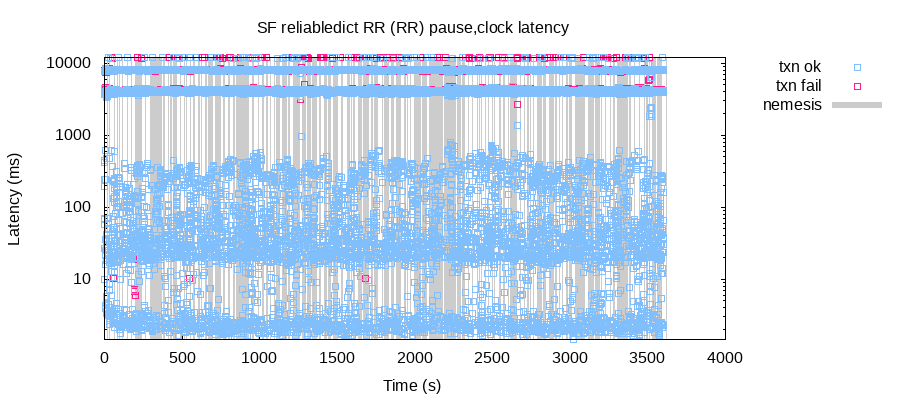 SF reliabledict RR (RR) pause,clock latency
txn ok
txn fail
nemesis
Latency (ms)
10000
1000
100
10
0 500 1000 1500 2000 2500 3000 3500 4000
Time (s)